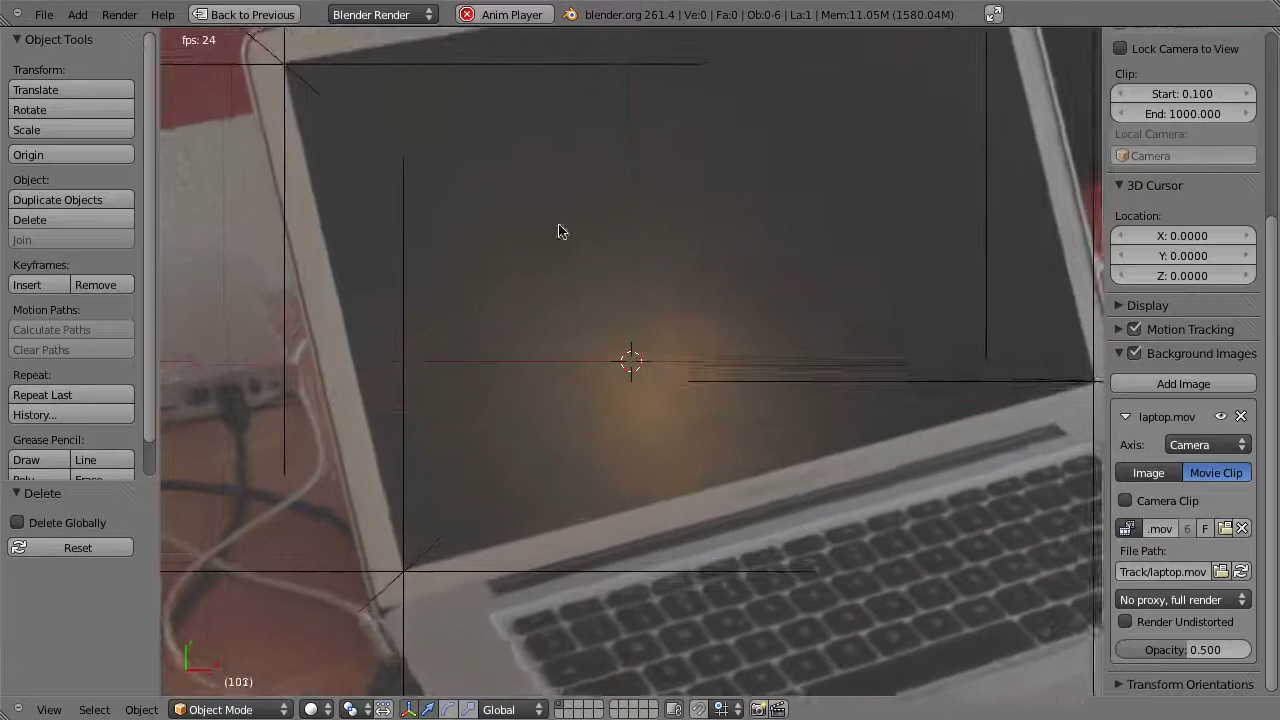 File Add Render Help Back to Previous Blender Render Anim Player blender.org 261.4 | Ve:0 | Fa:0 | Ob:0-6 | La:1 | Mem:11.05M (1580.04M)
Object Tools
Transform:
Translate
Rotate
Scale
Origin
Object:
Duplicate Objects
Delete
Join
Keyframes:
Insert Remove
Motion Paths:
Calculate Paths
Clear Paths
Repeat:
Repeat Last
History...
Grease Pencil:
Draw Line
Delete
Delete Globally
Reset
fps: 24
Lock Camera to View
Clip:
Start: 0.100
End: 1000.000
Local Camera:
Camera
3D Cursor
Location:
X: 0.0000
Y: 0.0000
Z: 0.0000
Display
Motion Tracking
Background Images
Add Image
laptop.mov
Axis: Camera
Image Movie Clip
Camera Clip
.mov 6 F
File Path:
Track/laptop.mov
No proxy, full render
Render Undistorted
Opacity: 0.500
Transform Orientations
View Select Object Object Mode Global